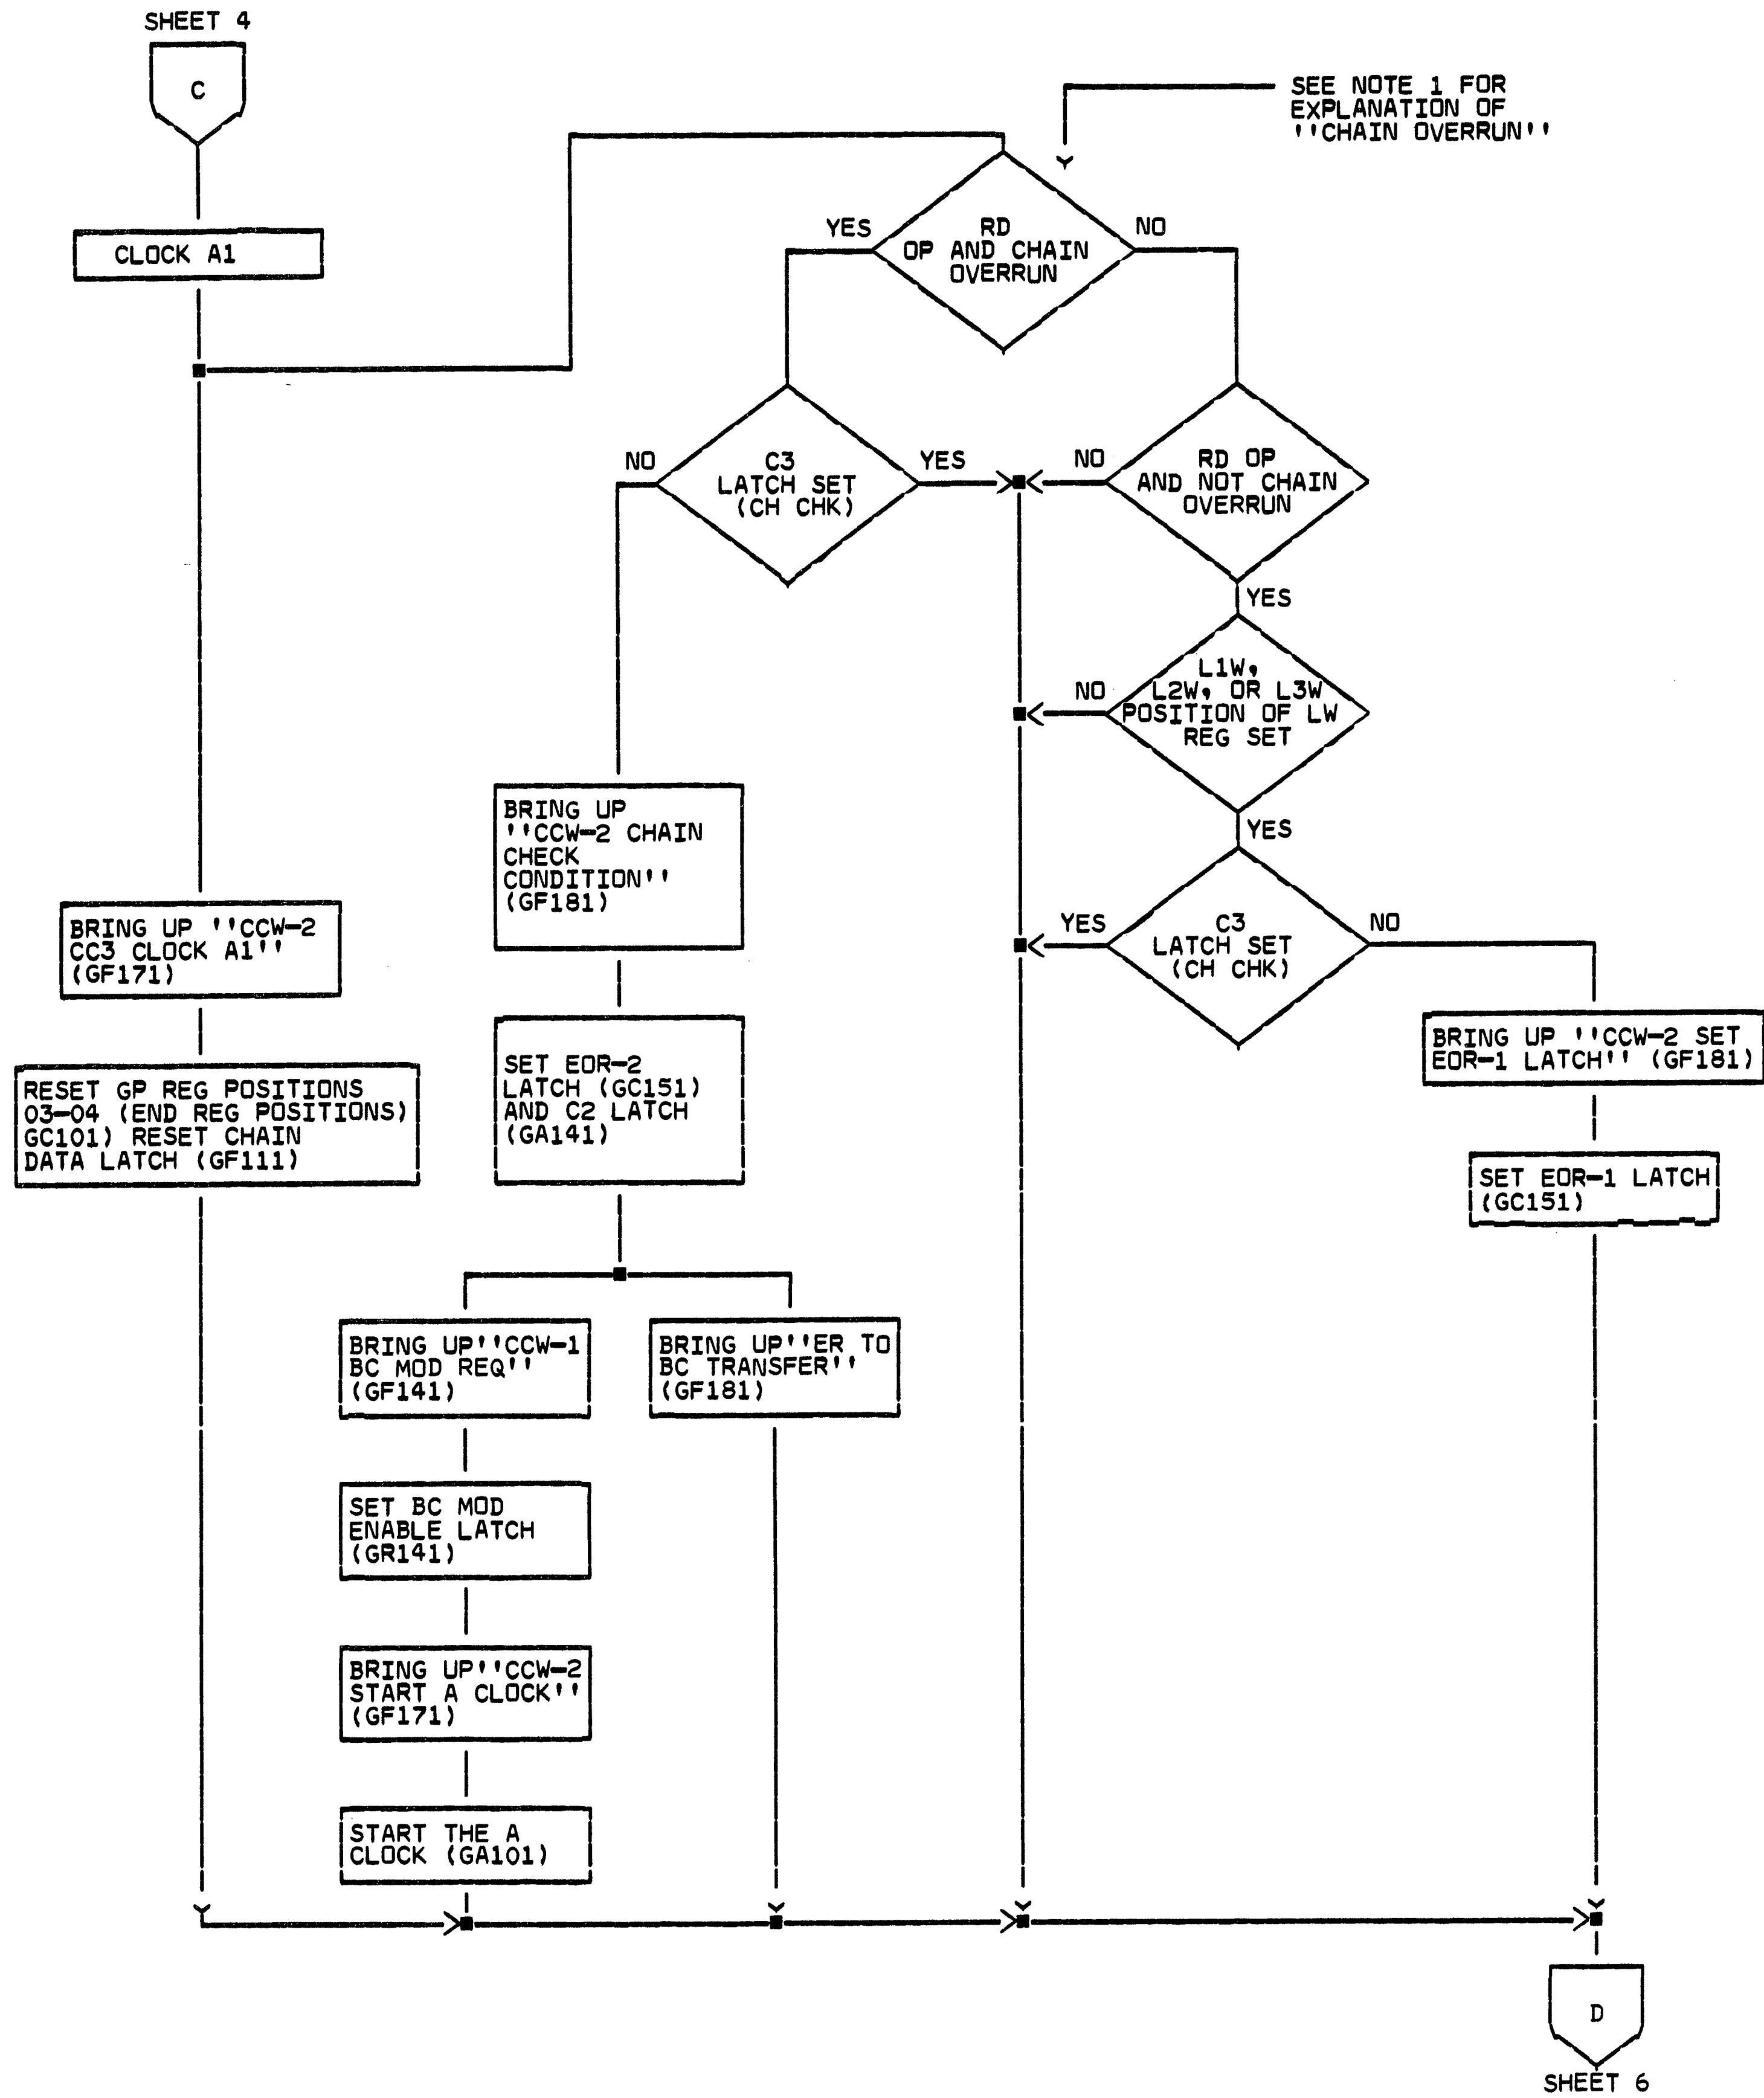 SHEET 4
C
CLOCK A1
SEE NOTE 1 FOR
EXPLANATION OF
''CHAIN OVERRUN''
YES
RD
OP AND CHAIN
OVERRUN
NO
NO
C3
LATCH SET
(CH CHK)
YES
NO
RD OP
AND NOT CHAIN
OVERRUN
YES
NO
L1W,
L2W, OR L3W
POSITION OF LW
REG SET
YES
YES
C3
LATCH SET
(CH CHK)
NO
BRING UP
''CCW-2 CHAIN
CHECK
CONDITION''
(GF181)
BRING UP ''CCW-2
CC3 CLOCK A1''
(GF171)
RESET GP REG POSITIONS
03-04 (END REG POSITIONS)
GC101) RESET CHAIN
DATA LATCH (GF111)
SET EOR-2
LATCH (GC151)
AND C2 LATCH
(GA141)
BRING UP ''CCW-2 SET
EOR-1 LATCH'' (GF181)
SET EOR-1 LATCH
(GC151)
BRING UP''CCW-1
BC MOD REQ''
(GF141)
BRING UP''ER TO
BC TRANSFER''
(GF181)
SET BC MOD
ENABLE LATCH
(GR141)
BRING UP''CCW-2
START A CLOCK''
(GF171)
START THE A
CLOCK (GA101)
D
SHEET 6